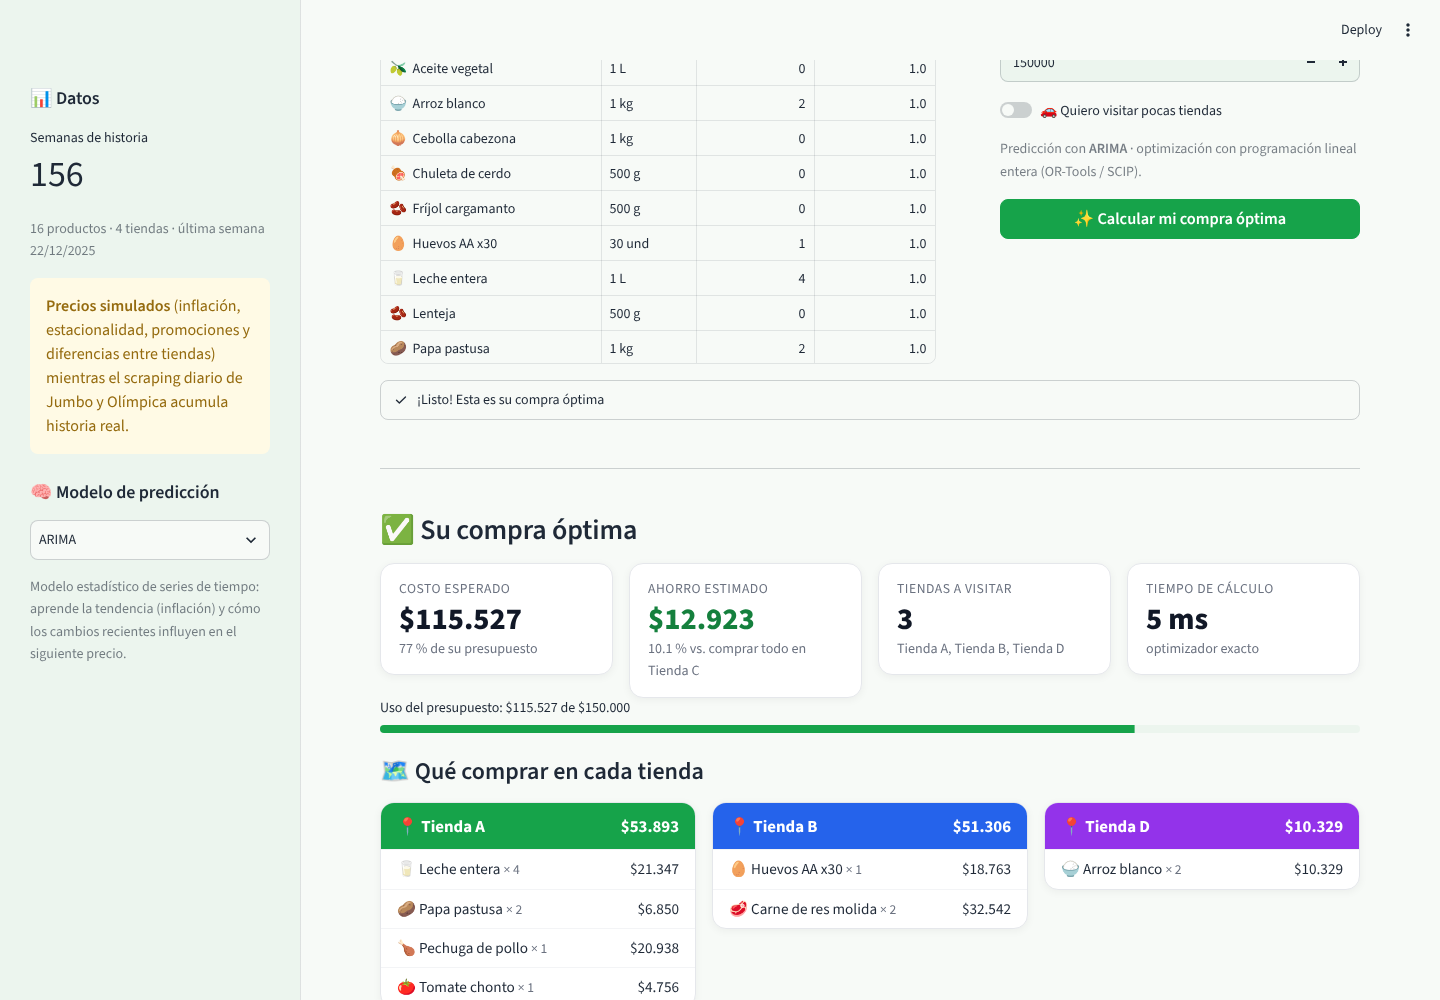 Deploy
📊 Datos
Semanas de historia
156
16 productos · 4 tiendas · última semana
22/12/2025
Precios simulados (inflación,
estacionalidad, promociones y
diferencias entre tiendas)
mientras el scraping diario de
Jumbo y Olímpica acumula
historia real.
🧠 Modelo de predicción
ARIMA
Modelo estadístico de series de tiempo:
aprende la tendencia (inflación) y cómo
los cambios recientes influyen en el
siguiente precio.
Aceite vegetal 1 L 0 1.0
Arroz blanco 1 kg 2 1.0
Cebolla cabezona 1 kg 0 1.0
Chuleta de cerdo 500 g 0 1.0
Fríjol cargamanto 500 g 0 1.0
Huevos AA x30 30 und 1 1.0
Leche entera 1 L 4 1.0
Lenteja 500 g 0 1.0
Papa pastusa 1 kg 2 1.0
150000 − +
🚗 Quiero visitar pocas tiendas
Predicción con ARIMA · optimización con programación lineal
entera (OR-Tools / SCIP).
✨ Calcular mi compra óptima
¡Listo! Esta es su compra óptima
✅ Su compra óptima
COSTO ESPERADO
$115.527
77 % de su presupuesto
AHORRO ESTIMADO
$12.923
10.1 % vs. comprar todo en
Tienda C
TIENDAS A VISITAR
3
Tienda A, Tienda B, Tienda D
TIEMPO DE CÁLCULO
5 ms
optimizador exacto
Uso del presupuesto: $115.527 de $150.000
🗺️ Qué comprar en cada tienda
📍 Tienda A $53.893
Leche entera × 4 $21.347
Papa pastusa × 2 $6.850
Pechuga de pollo × 1 $20.938
Tomate chonto × 1 $4.756
📍 Tienda B $51.306
Huevos AA x30 × 1 $18.763
Carne de res molida × 2 $32.542
📍 Tienda D $10.329
Arroz blanco × 2 $10.329